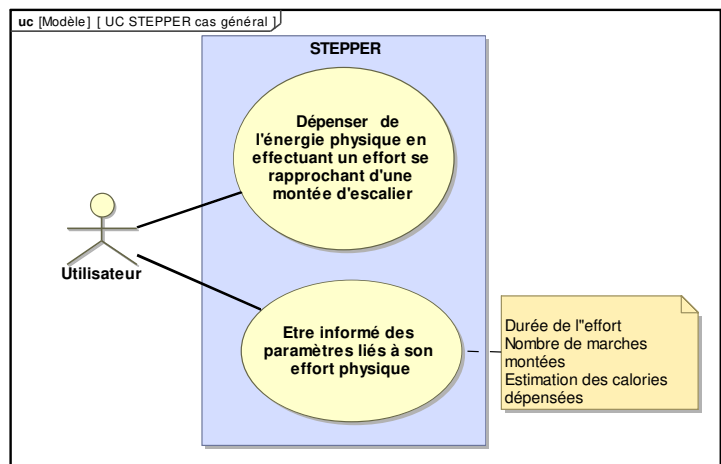 uc [Modèle] [ UC STEPPER cas général ]
STEPPER
Dépenser de
l'énergie physique en
effectuant un effort se
rapprochant d'une
montée d'escalier
Utilisateur
Etre informé des
paramètres liés à son
effort physique
Durée de l"effort
Nombre de marches
montées
Estimation des calories
dépensées